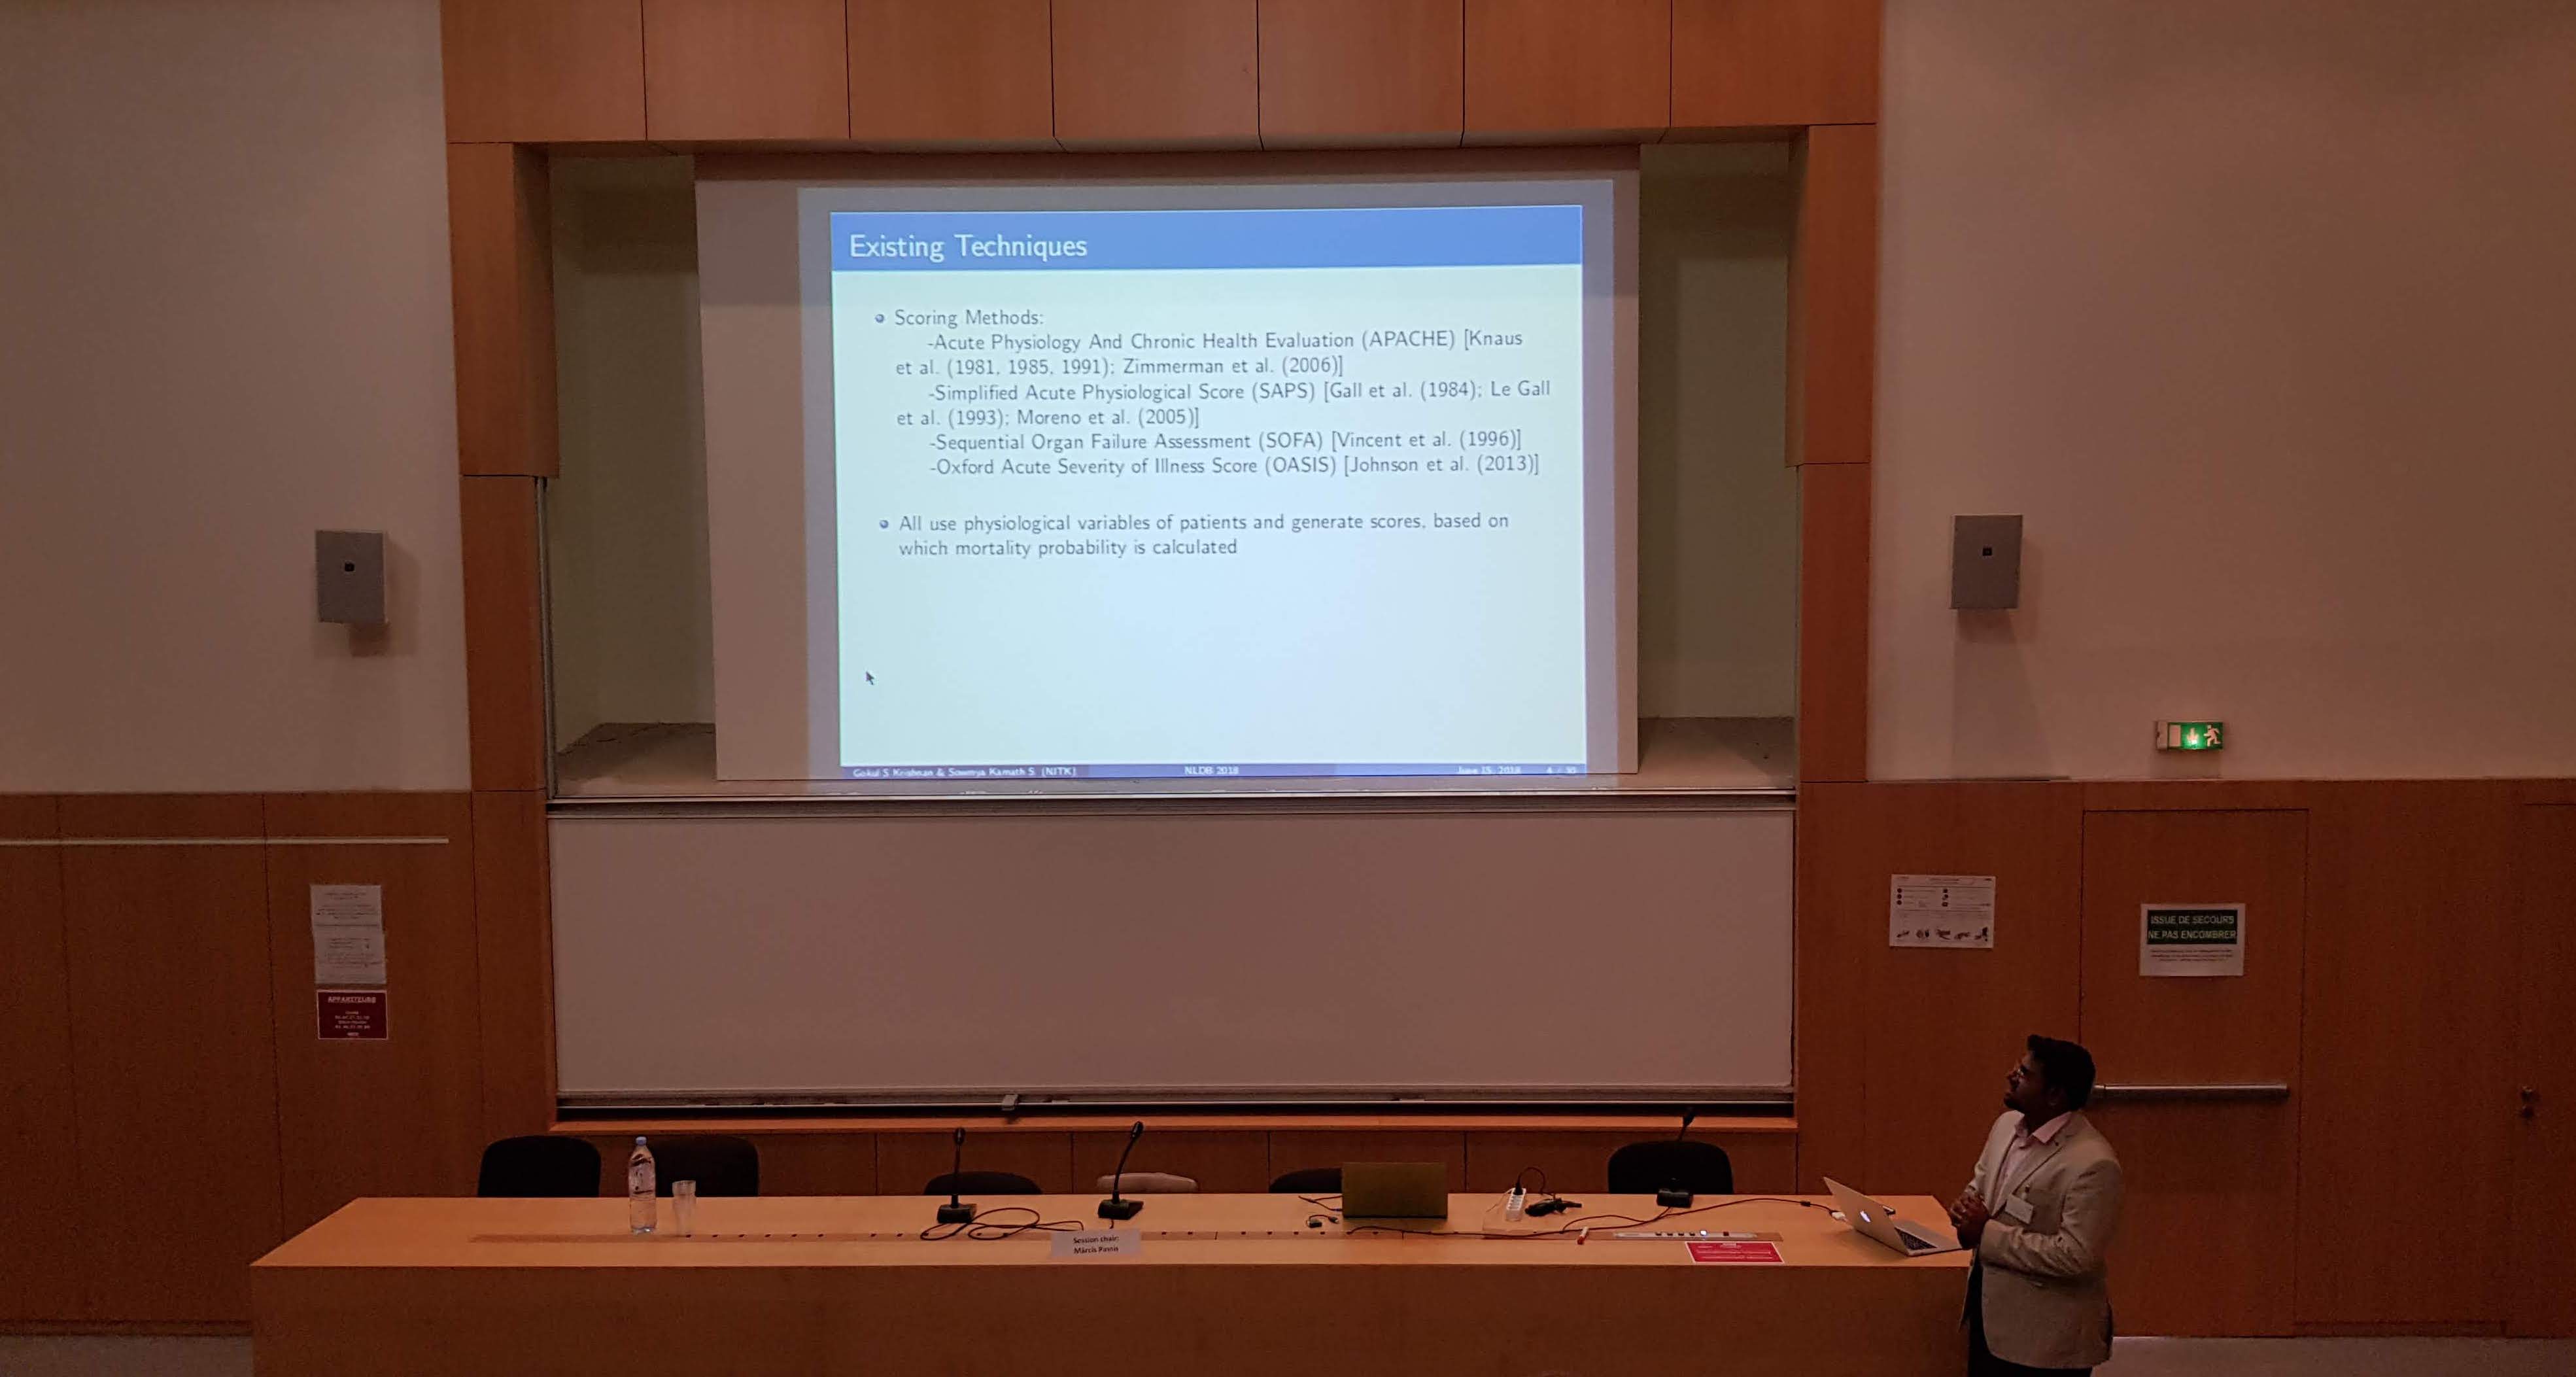 Existing Techniques
Scoring Methods:
-Acute Physiology And Chronic Health Evaluation (APACHE) [Knaus
et al. (1981, 1985, 1991); Zimmerman et al. (2006)]
-Simplified Acute Physiological Score (SAPS) [Gall et al. (1984); Le Gall
et al. (1993); Moreno et al. (2005)]
-Sequential Organ Failure Assessment (SOFA) [Vincent et al. (1996)]
-Oxford Acute Severity of Illness Score (OASIS) [Johnson et al. (2013)]
All use physiological variables of patients and generate scores, based on
which mortality probability is calculated
Gokul S Krishnan & Sowmya Kamath S (NITK) NLDB 2018 June 15, 2018
ISSUE DE SECOURS
NE PAS ENCOMBRER
APPARITEURS
Session chair:
Mārcis Pinnis